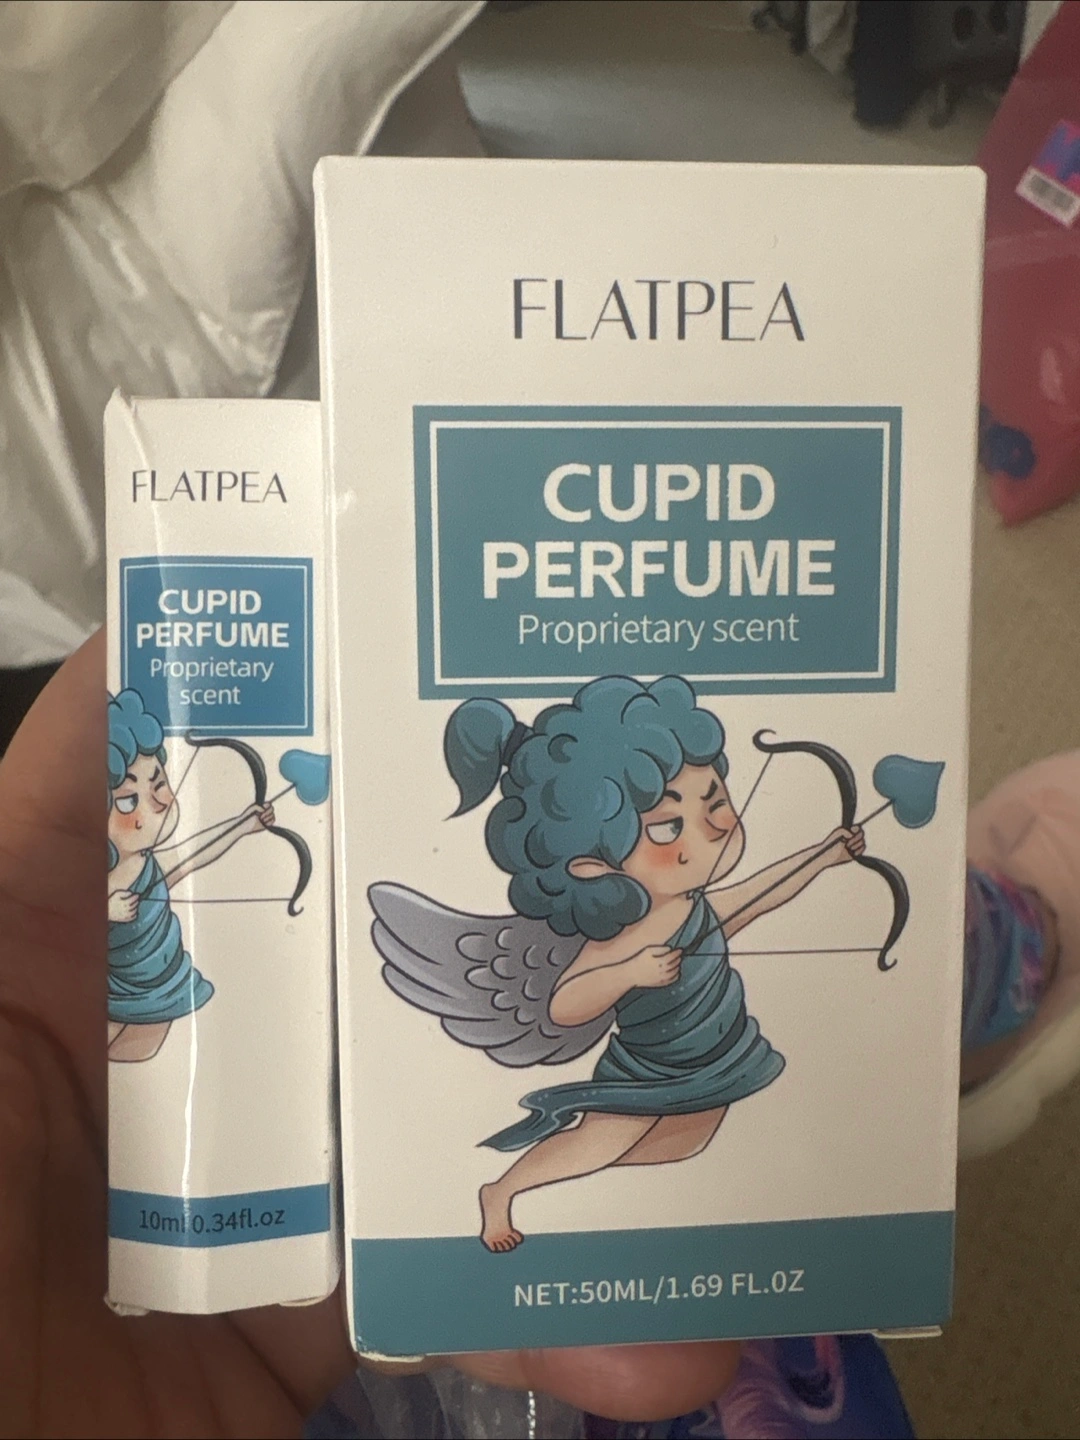 FLATPEA
CUPID
PERFUME
Proprietary
scent
10ml 0.34fl.oz
FLATPEA
CUPID
PERFUME
Proprietary scent
NET:50ML/1.69 FL.OZ